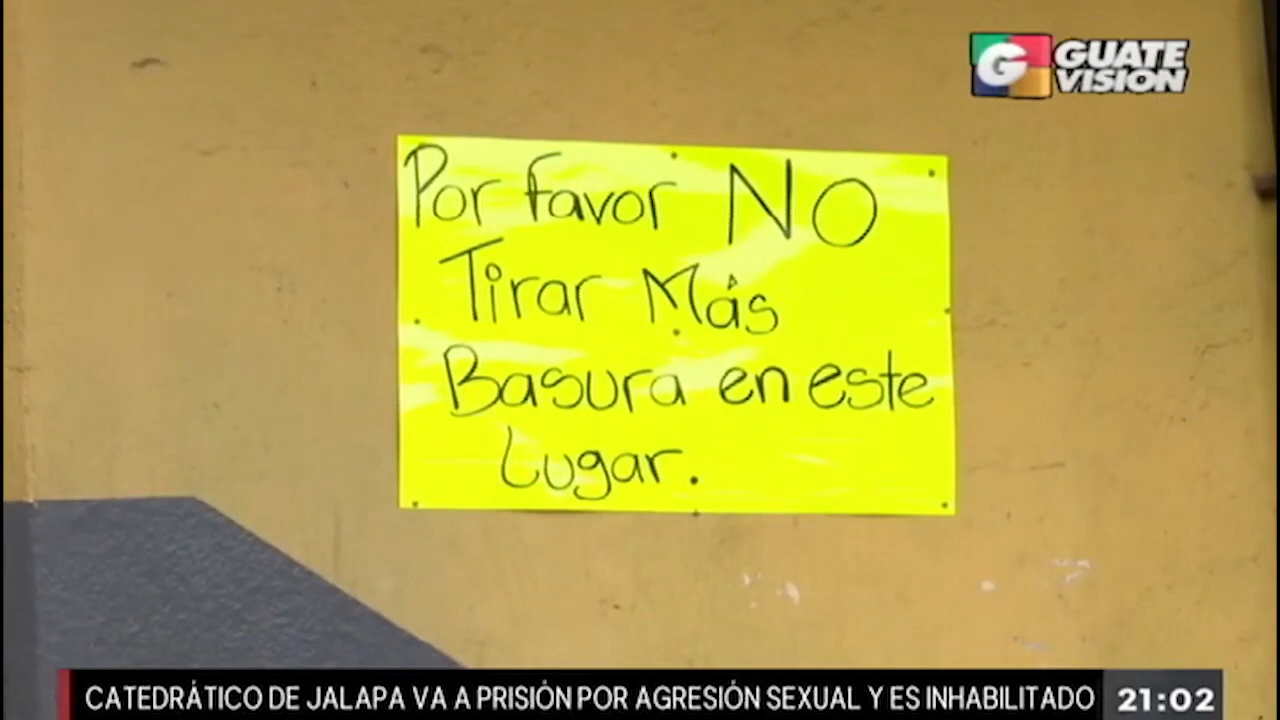 GUATE
VISION
Por favor NO
Tirar Más
Basura en este
Lugar.
CATEDRÁTICO DE JALAPA VA A PRISIÓN POR AGRESIÓN SEXUAL Y ES INHABILITADO 21:02